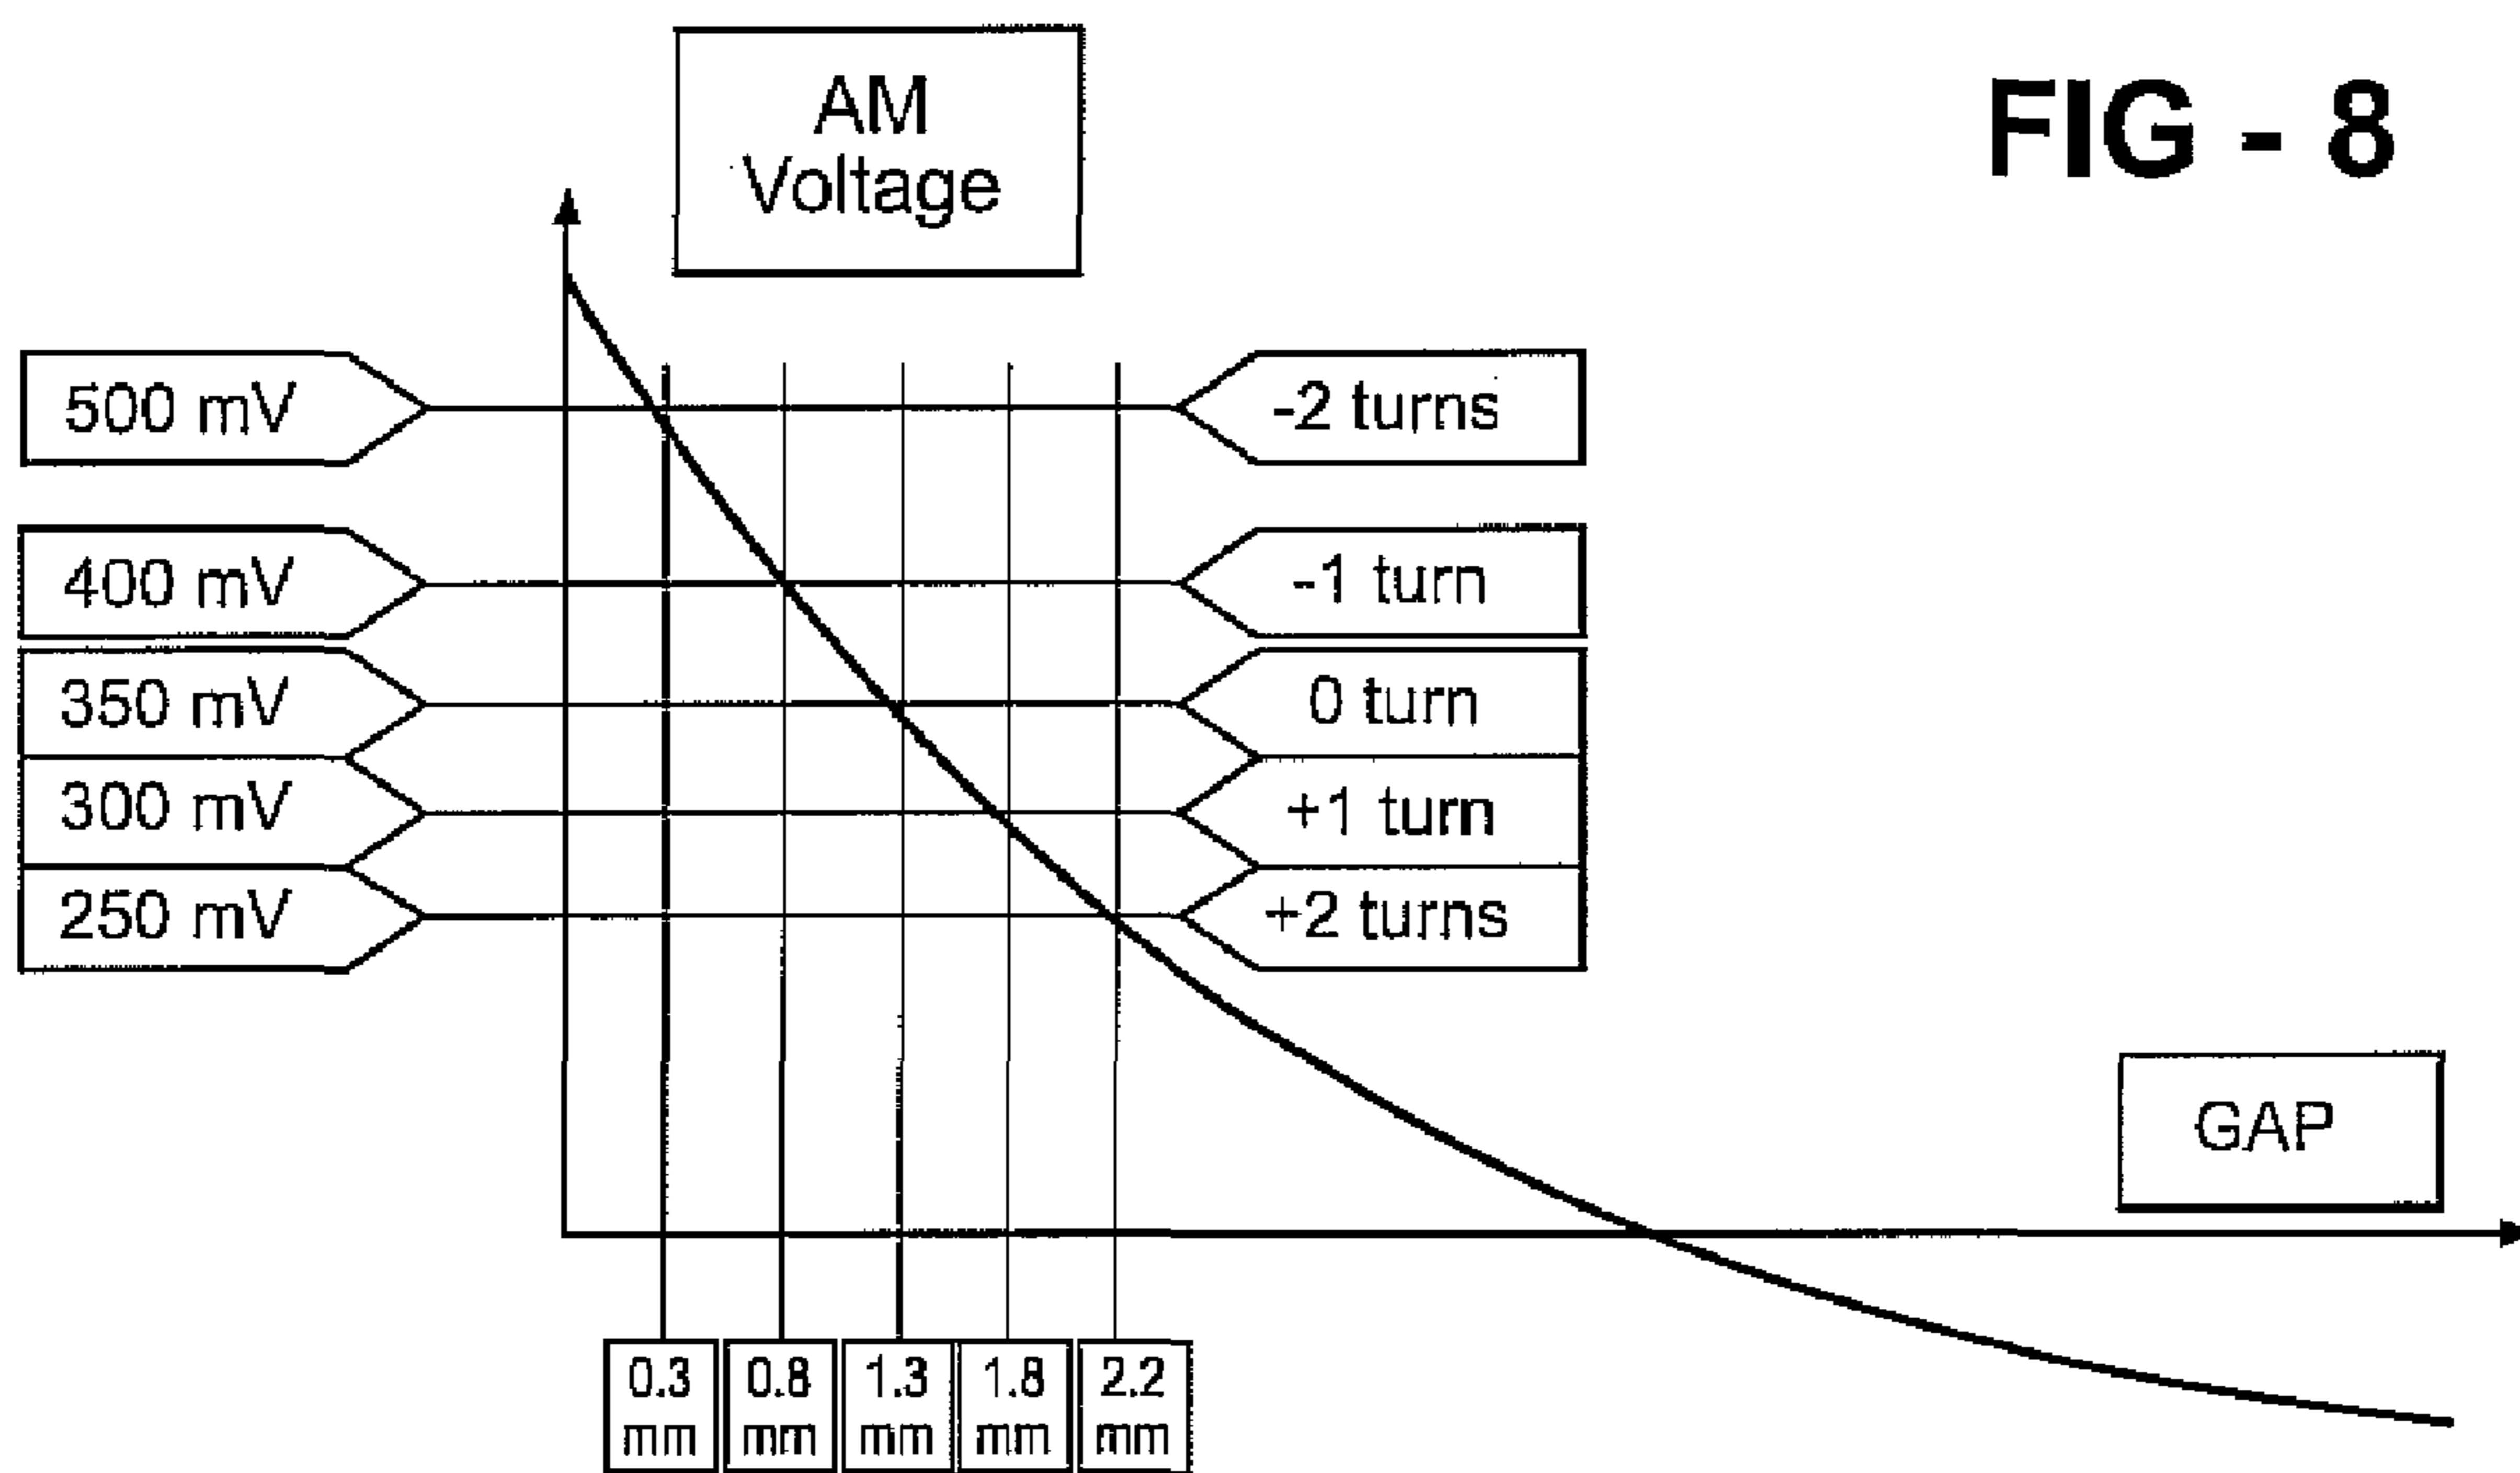 AM
Voltage
FIG - 8
500 mV
-2 turns
400 mV
-1 turn
350 mV
0 turn
300 mV
+1 turn
250 mV
+2 turns
GAP
0.3
mm
0.8
mm
1.3
mm
1.8
mm
2.2
mm